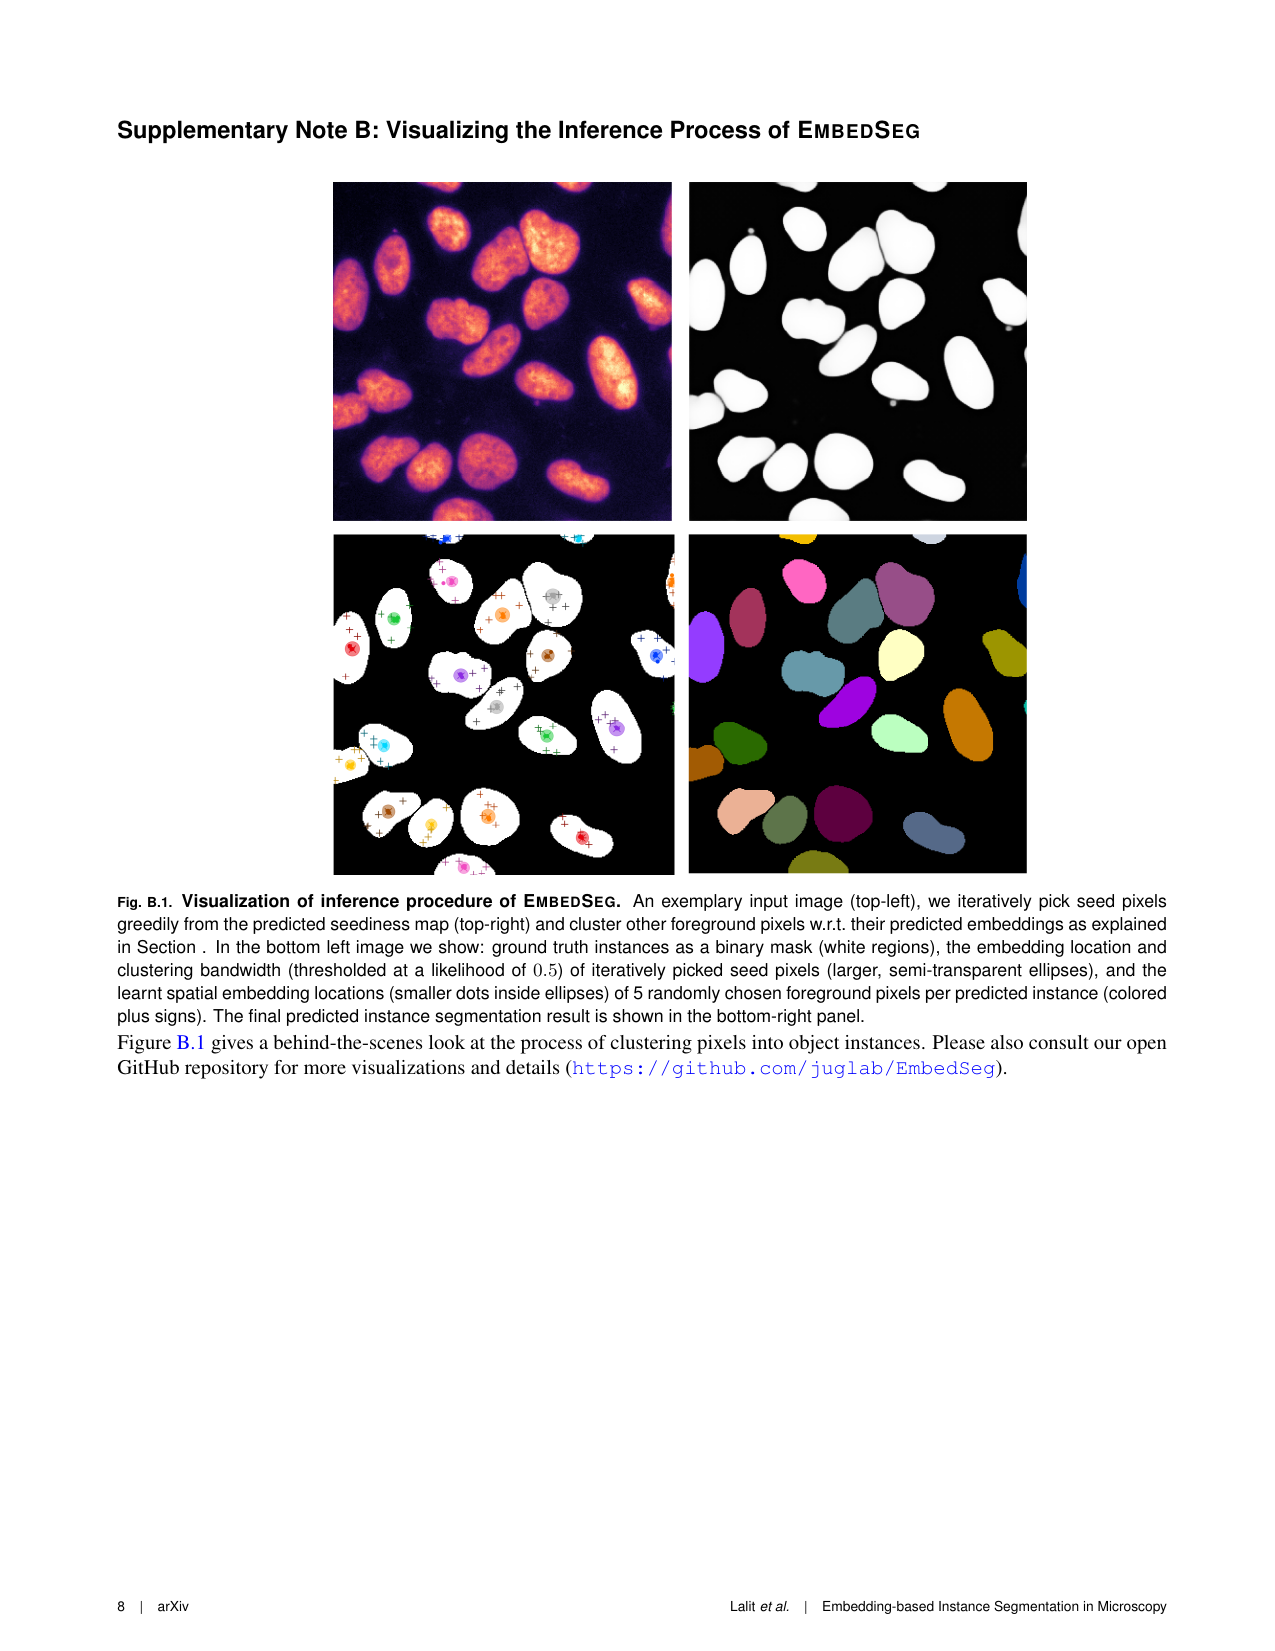 Supplementary Note B: Visualizing the Inference Process of EMBEDSEG
Fig. B.1. Visualization of inference procedure of EMBEDSEG. An exemplary input image (top-left), we iteratively pick seed pixels
greedily from the predicted seediness map (top-right) and cluster other foreground pixels w.r.t. their predicted embeddings as explained
in Section . In the bottom left image we show: ground truth instances as a binary mask (white regions), the embedding location and
clustering bandwidth (thresholded at a likelihood of 0.5) of iteratively picked seed pixels (larger, semi-transparent ellipses), and the
learnt spatial embedding locations (smaller dots inside ellipses) of 5 randomly chosen foreground pixels per predicted instance (colored
plus signs). The final predicted instance segmentation result is shown in the bottom-right panel.
Figure B.1 gives a behind-the-scenes look at the process of clustering pixels into object instances. Please also consult our open
GitHub repository for more visualizations and details (https://github.com/juglab/EmbedSeg).
8 | arXiv
Lalit et al. | Embedding-based Instance Segmentation in Microscopy